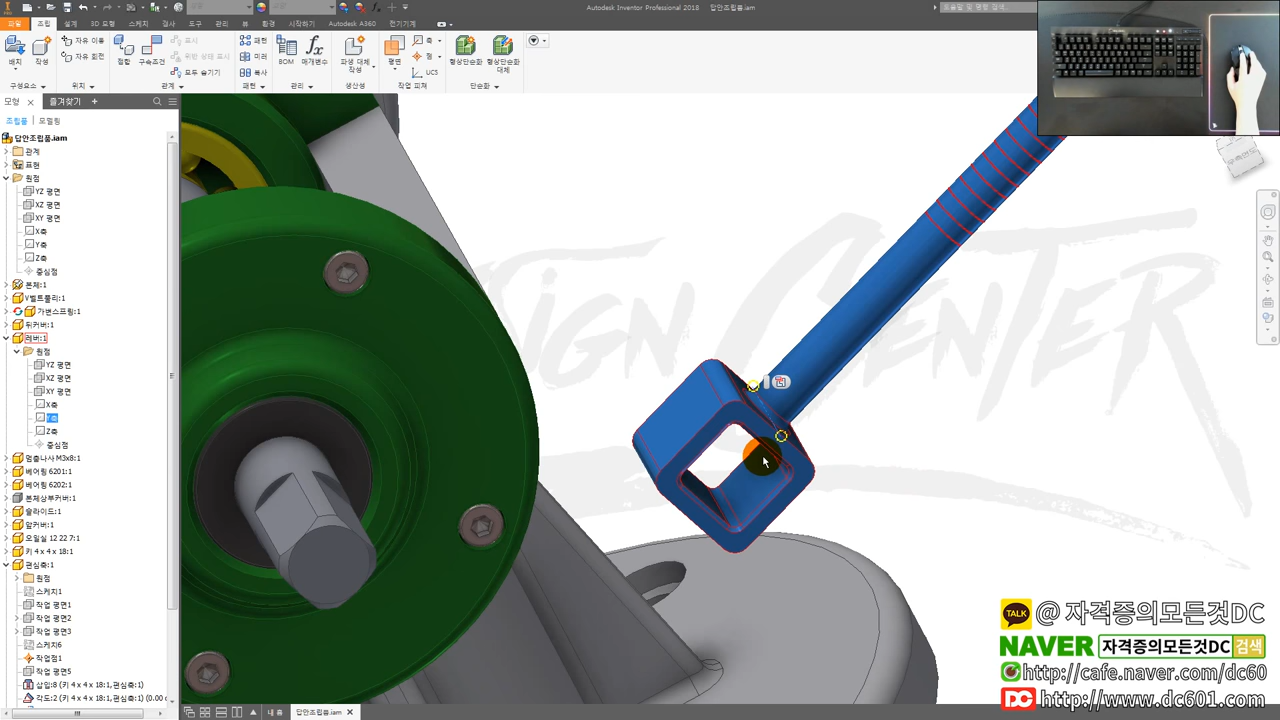 Autodesk Inventor Professional 2018 답안조립품.iam
파일 조립 설계 3D 모형 스케치 검사 도구 관리 뷰 환경 시작하기 Autodesk A360 전기기계
배치 작성 자유 이동 자유 회전 접합 구속조건 표시 모두 숨기기 패턴 미러 복사 BOM 매개변수 파생 대체 작성 평면 축 점 UCS 형상단순화 형상단순화 대체
구성요소 위치 관계 패턴 관리 생산성 작업 피쳐 단순화
모형 즐겨찾기
조립품 모델링
답안조립품.iam
관계
표현
원점
YZ 평면
XZ 평면
XY 평면
X축
Y축
Z축
중심점
본체:1
V벨트풀리:1
가변스프링:1
뒤커버:1
레버:1
원점
YZ 평면
XZ 평면
XY 평면
X축
Y축
Z축
중심점
멈춤나사 M3x8:1
베어링 6201:1
베어링 6202:1
본체상부커버:1
슬라이드:1
앞커버:1
오일실 12 22 7:1
키 4 x 4 x 18:1
편심축:1
원점
스케치1
작업 평면1
작업 평면2
작업 평면3
스케치6
작업점1
작업 평면5
삽입:8 (키 4 x 4 x 18:1,편심축:1)
각도:2 (키 4 x 4 x 18:1,편심축:1) (0.00
DESIGN CENTER
TALK @ 자격증의모든것DC
NAVER 자격증의모든것DC 검색
http://cafe.naver.com/dc60
DC http://www.dc601.com/
내 홈 답안조립품.iam